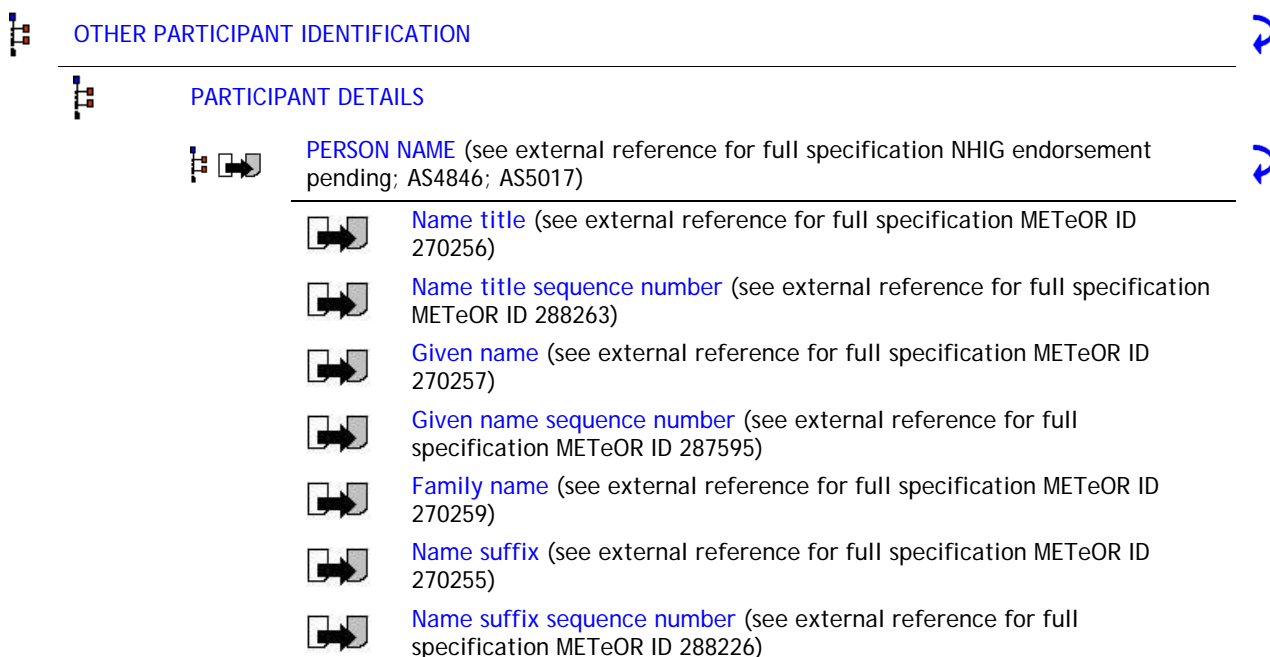 OTHER PARTICIPANT IDENTIFICATION
PARTICIPANT DETAILS
PERSON NAME (see external reference for full specification NHIG endorsement
pending; AS4846; AS5017)
Name title (see external reference for full specification METeOR ID
270256)
Name title sequence number (see external reference for full specification
METeOR ID 288263)
Given name (see external reference for full specification METeOR ID
270257)
Given name sequence number (see external reference for full
specification METeOR ID 287595)
Family name (see external reference for full specification METeOR ID
270259)
Name suffix (see external reference for full specification METeOR ID
270255)
Name suffix sequence number (see external reference for full
specification METeOR ID 288226)